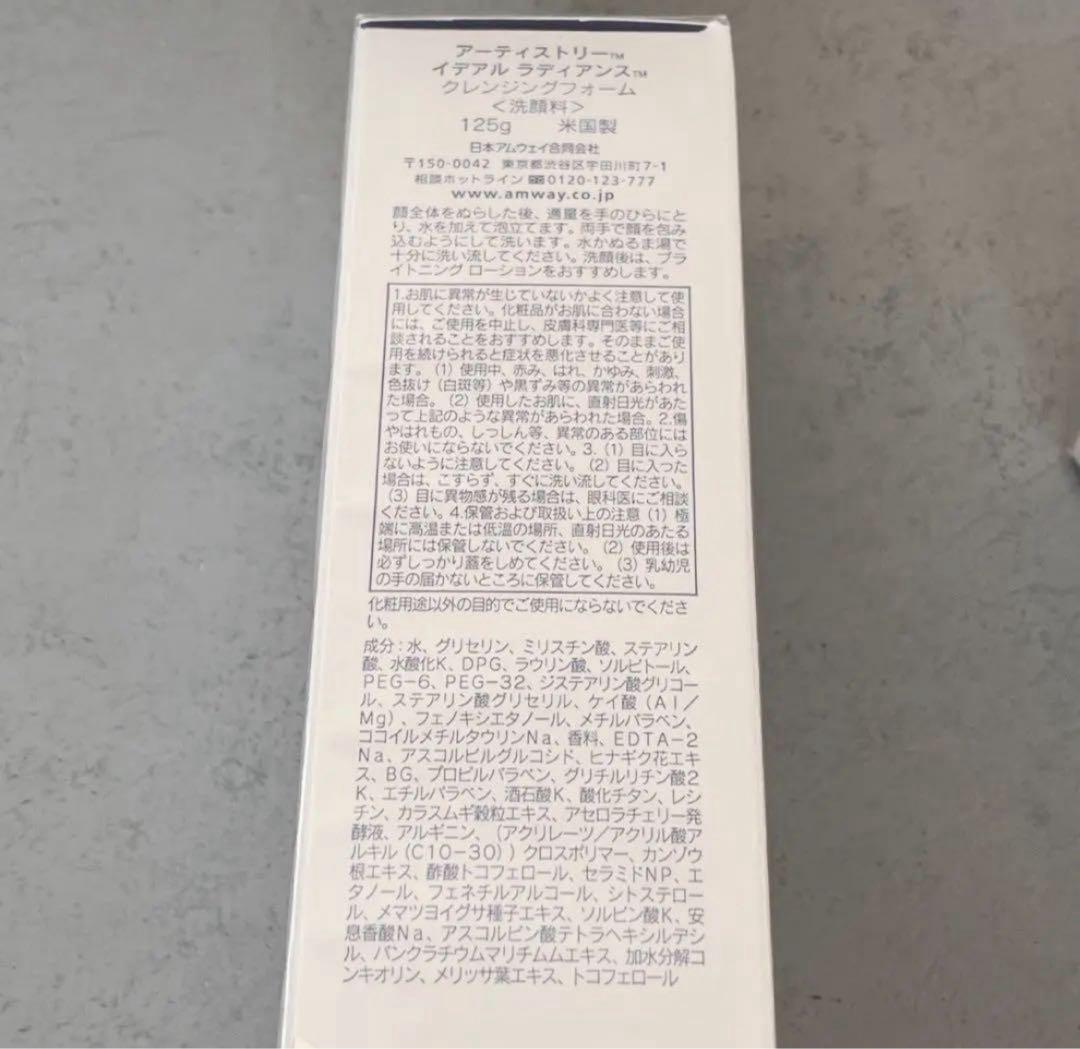 アーティストリー™
イデアル ラディアンス™
クレンジングフォーム
＜洗顔料＞
125g　　米国製
日本アムウェイ合同会社
〒150-0042 東京都渋谷区宇田川町7-1
相談ホットライン 0120-123-777
www.amway.co.jp
顔全体をぬらした後、適量を手のひらにと
り、水を加えて泡立てます。両手で顔を包み
込むようにして洗います。水かぬるま湯で
十分に洗い流してください。洗顔後は、ブラ
イトニング ローションをおすすめします。
1.お肌に異常が生じていないかよく注意して使
用してください。化粧品がお肌に合わない場合
には、ご使用を中止し、皮膚科専門医等にご相
談されることをおすすめします。そのままご使
用を続けられると症状を悪化させることがあり
ます。（1）使用中、赤み、はれ、かゆみ、刺激、
色抜け（白斑等）や黒ずみ等の異常があらわれ
た場合。（2）使用したお肌に、直射日光があた
って上記のような異常があらわれた場合。2.傷
やはれもの、しっしん等、異常のある部位には
お使いにならないでください。3.（1）目に入ら
ないように注意してください。（2）目に入った
場合は、こすらず、すぐに洗い流してください。
（3）目に異物感が残る場合は、眼科医にご相談
ください。4.保管および取扱い上の注意（1）極
端に高温または低温の場所、直射日光のあたる
場所には保管しないでください。（2）使用後は
必ずしっかり蓋をしめてください。（3）乳幼児
の手の届かないところに保管してください。
化粧用途以外の目的でご使用にならないでくださ
い。
成分：水、グリセリン、ミリスチン酸、ステアリン
酸、水酸化K、DPG、ラウリン酸、ソルビトール、
PEG-6、PEG-32、ジステアリン酸グリコー
ル、ステアリン酸グリセリル、ケイ酸（Al／
Mg）、フェノキシエタノール、メチルパラベン、
ココイルメチルタウリンNa、香料、EDTA-2
Na、アスコルビルグルコシド、ヒナギク花エキ
ス、BG、プロピルパラベン、グリチルリチン酸2
K、エチルパラベン、酒石酸K、酸化チタン、レシ
チン、カラスムギ穀粒エキス、アセロラチェリー発
酵液、アルギニン、（アクリレーツ／アクリル酸ア
ルキル（C10-30））クロスポリマー、カンゾウ
根エキス、酢酸トコフェロール、セラミドNP、エ
タノール、フェネチルアルコール、シトステロー
ル、メマツヨイグサ種子エキス、ソルビン酸K、安
息香酸Na、アスコルビン酸テトラヘキシルデシ
ル、パンクラチウムマリチムムエキス、加水分解コ
ンキオリン、メリッサ葉エキス、トコフェロール